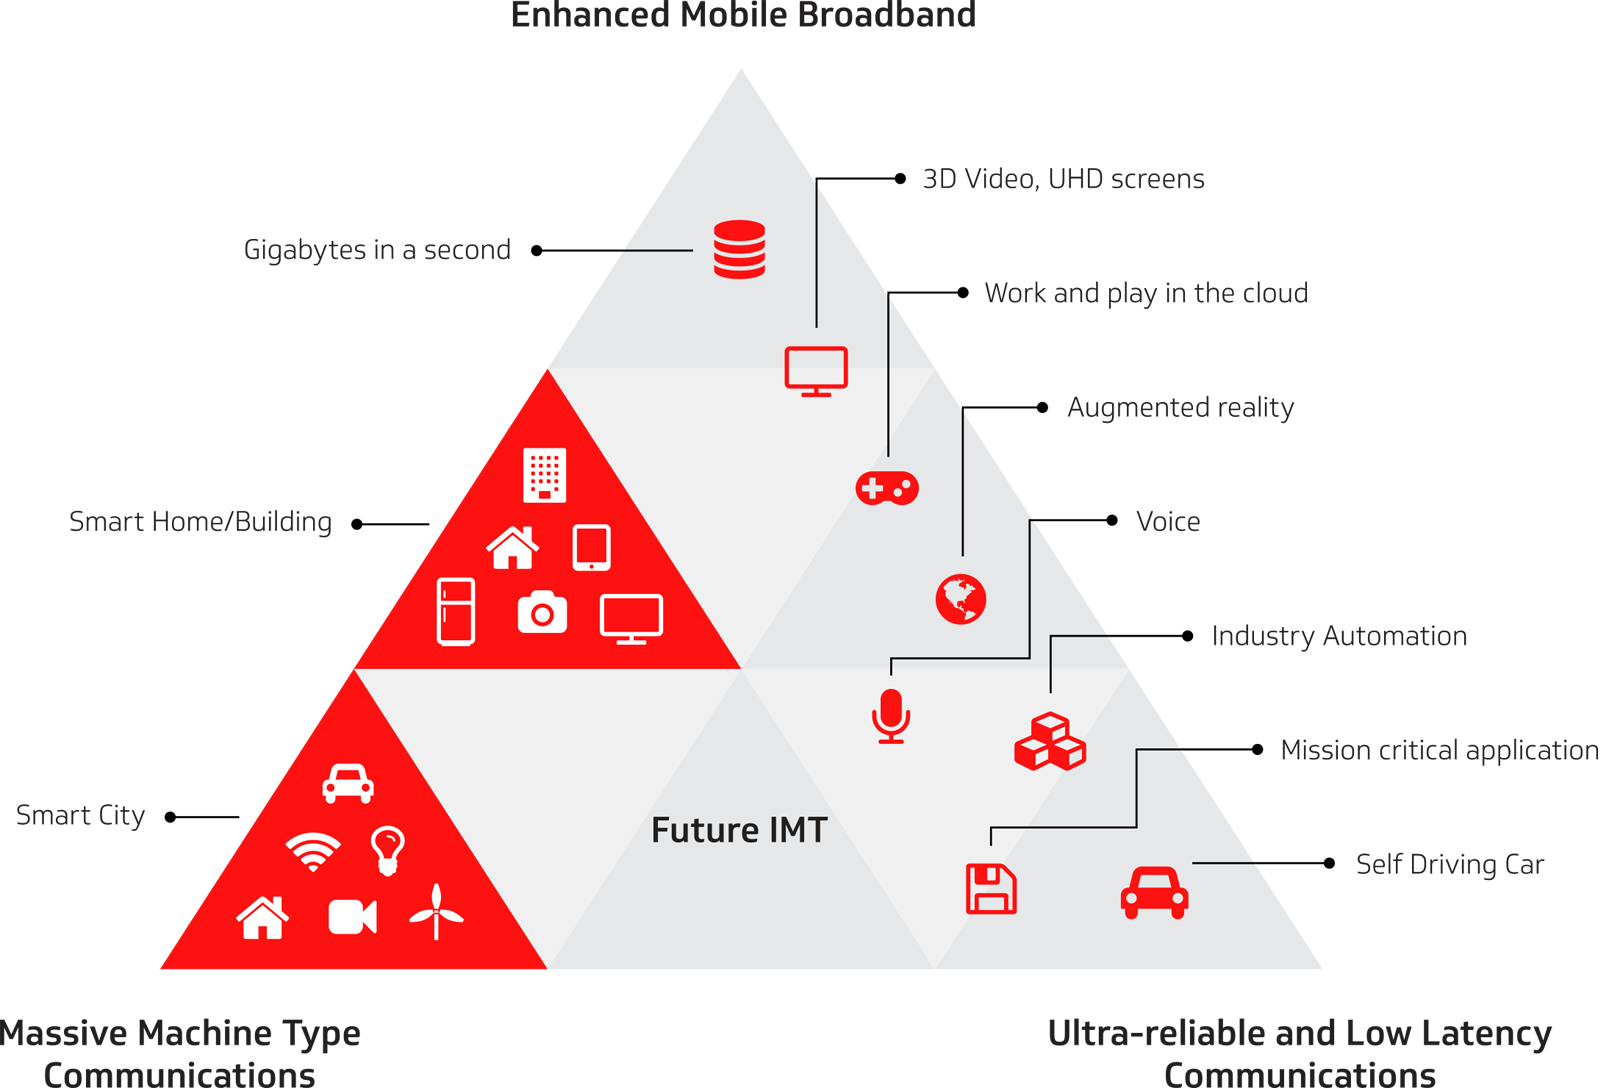 Enhanced Mobile Broadband
3D Video, UHD screens
Gigabytes in a second
Work and play in the cloud
Augmented reality
Smart Home/Building
Voice
Industry Automation
Mission critical application
Smart City
Future IMT
Self Driving Car
Massive Machine Type
Communications
Ultra-reliable and Low Latency
Communications